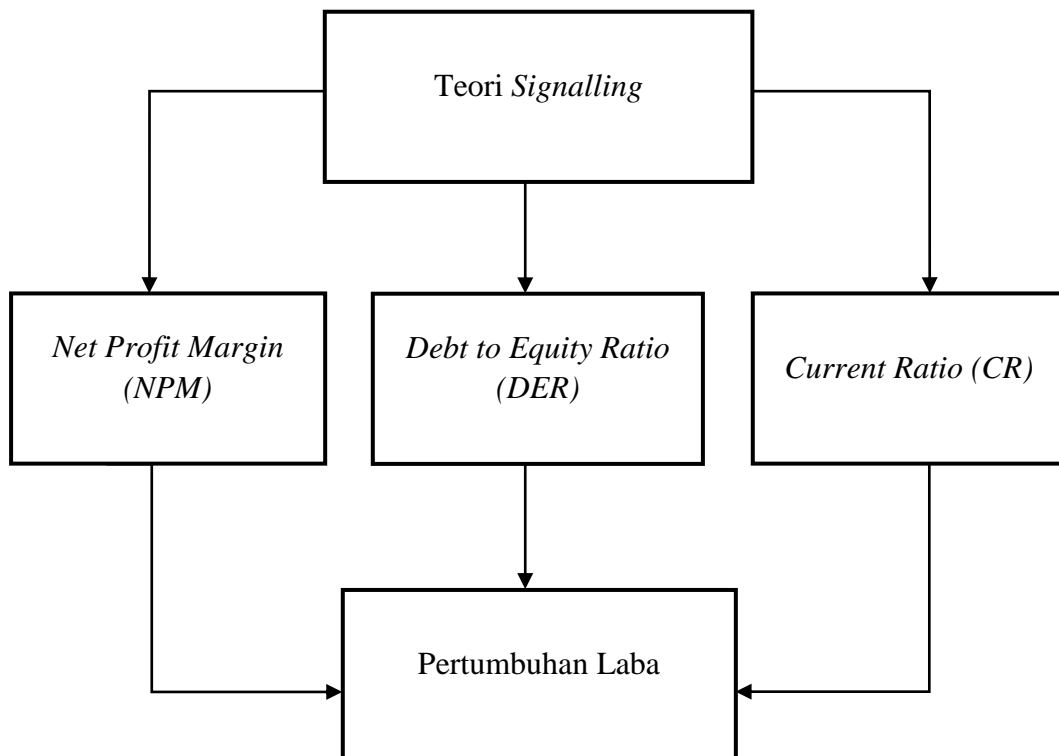 Teori Signalling
Net Profit Margin
(NPM)
Debt to Equity Ratio
(DER)
Current Ratio (CR)
Pertumbuhan Laba